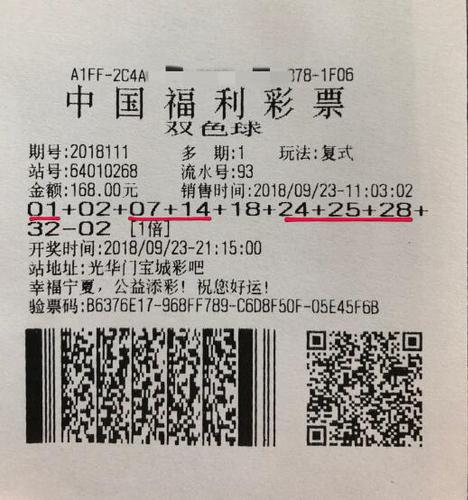 A1FF-2C4A 378-1F06
中国福利彩票
双色球
期号:2018111 多 期:1 玩法:复式
站号:64010268 流水号:93
金额:168.00元 销售时间:2018/09/23-11:03:02
01+02+07+14+18+24+25+28+
32-02 [1倍]
开奖时间:2018/09/23-21:15:00
站地址:光华门宝城彩吧
幸福宁夏,公益添彩!祝您好运!
验票码:B6376E17-968FF789-C6D8F50F-05E45F6B